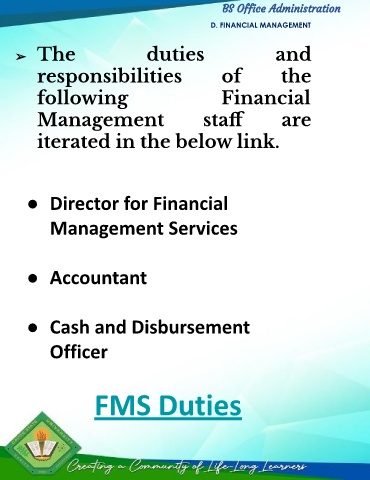 BS Office Administration
D. FINANCIAL MANAGEMENT
➢ The duties and
responsibilities of the
following Financial
Management staff are
iterated in the below link.
● Director for Financial
Management Services
● Accountant
● Cash and Disbursement
Officer
FMS Duties
Creating a Community of Life-Long Learners